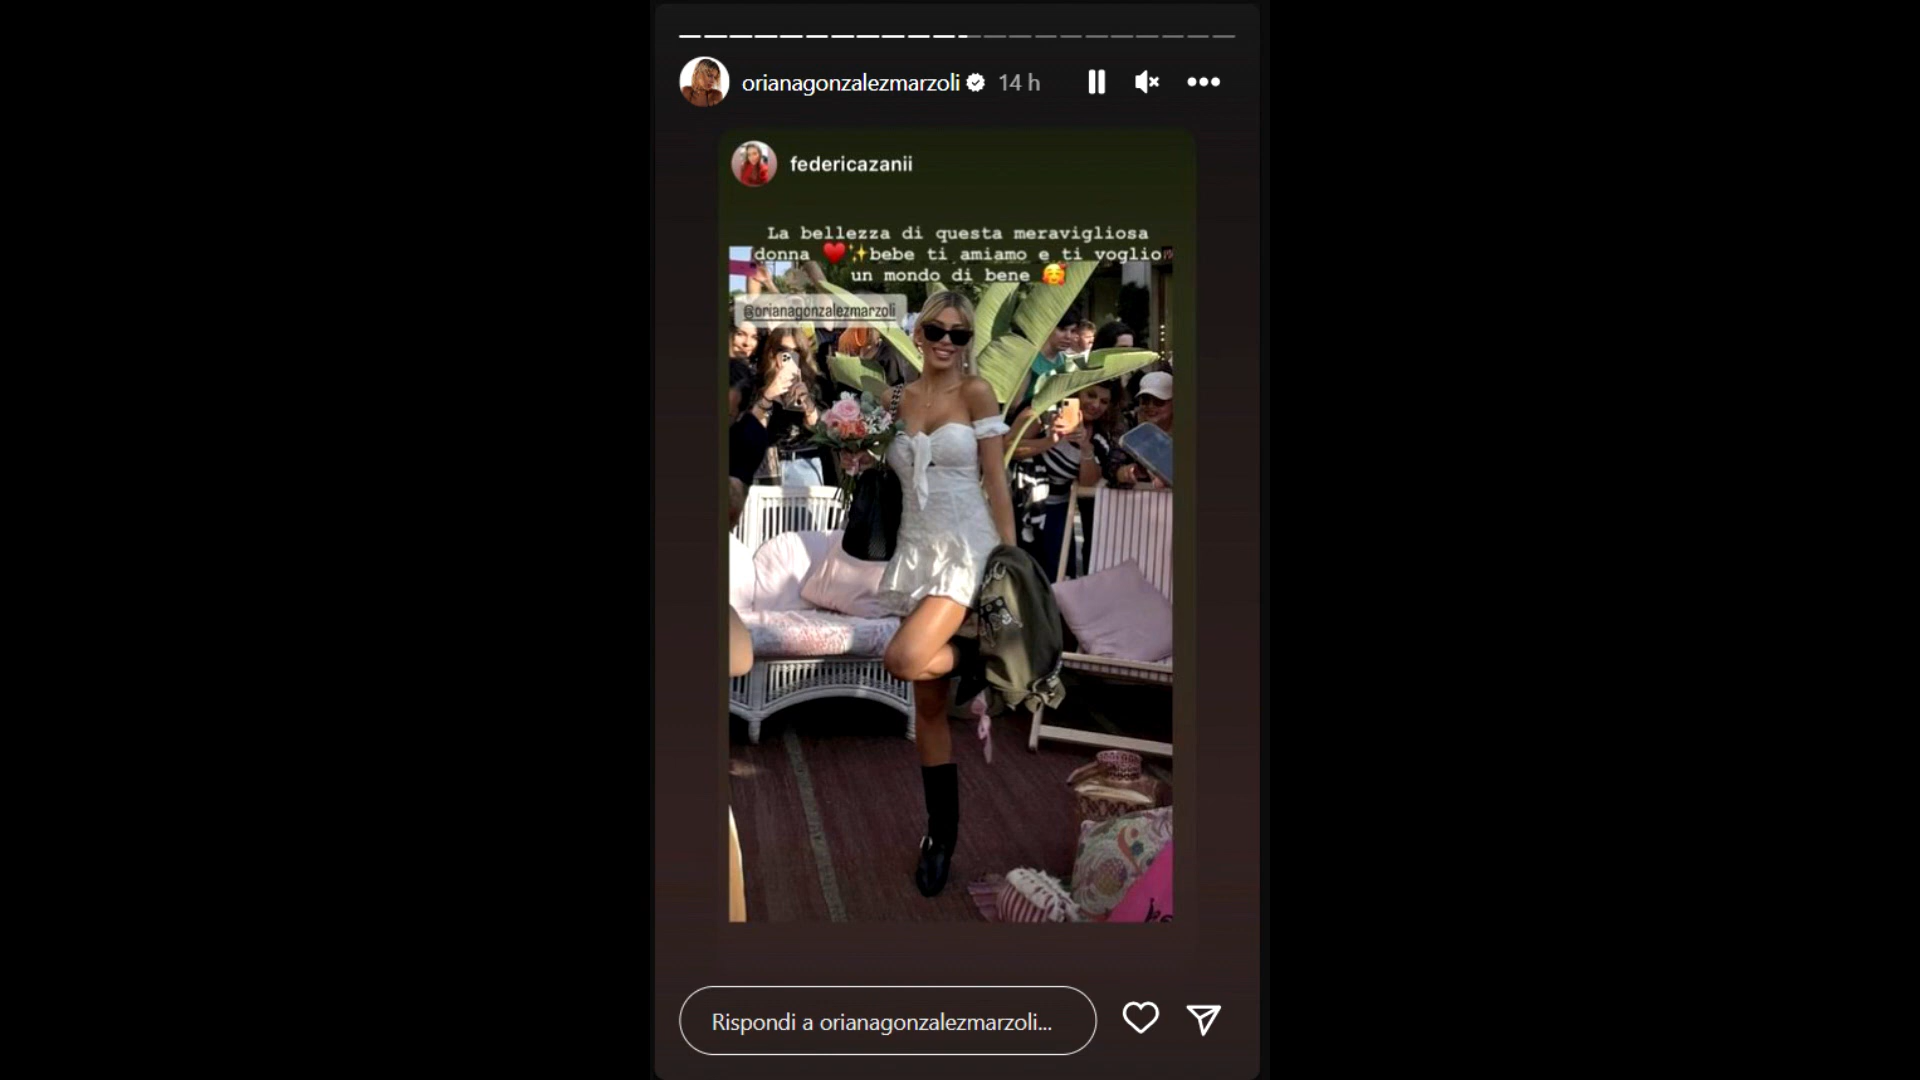 orianagonzalezmarzoli 14 h
federicazanii
La bellezza di questa meravigliosa
donna ❤️✨bebe ti amiamo e ti voglio
un mondo di bene 🥰
@orianagonzalezmarzoli
Rispondi a orianagonzalezmarzoli...